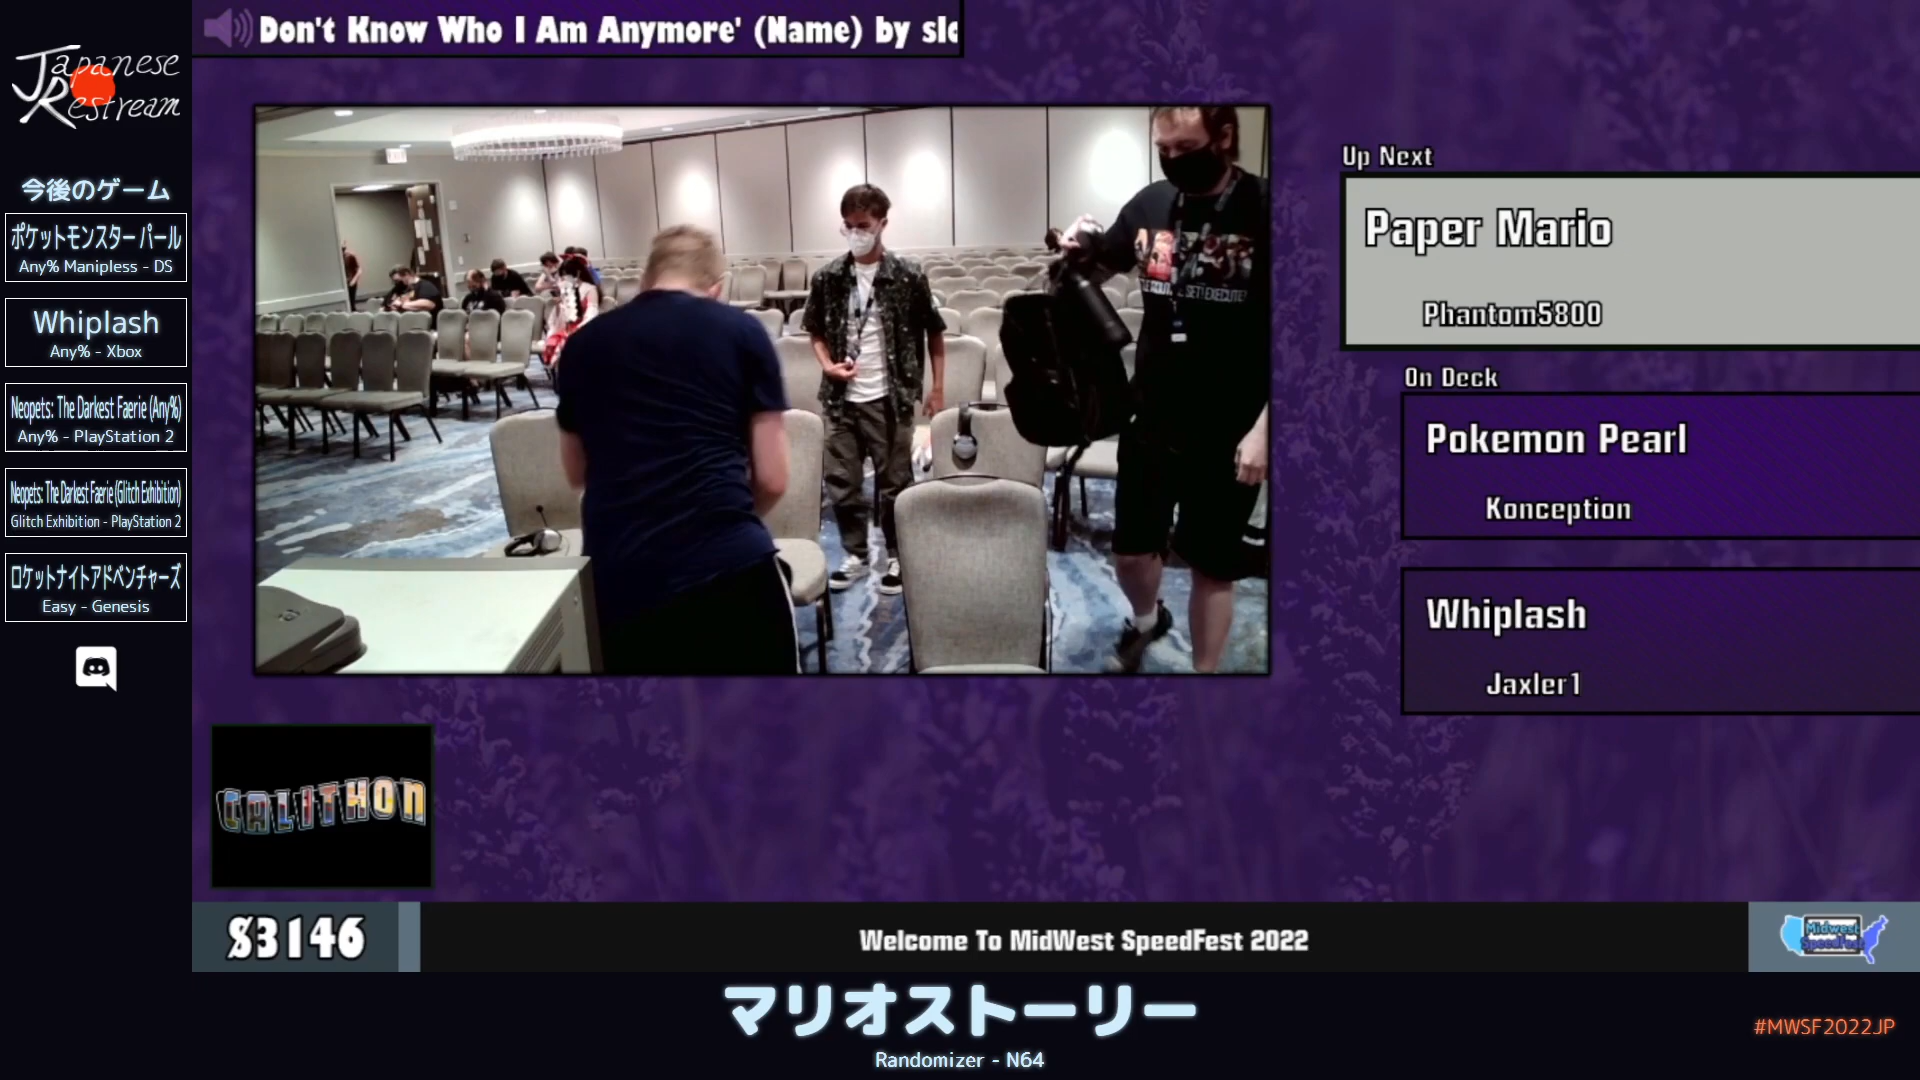 Japanese
Restream
今後のゲーム
ポケットモンスター パール
Any% Manipless - DS
Whiplash
Any% - Xbox
Neopets: The Darkest Faerie (Any%)
Any% - PlayStation 2
Neopets: The Darkest Faerie (Glitch Exhibition)
Glitch Exhibition - PlayStation 2
ロケットナイトアドベンチャーズ
Easy - Genesis
Don't Know Who I Am Anymore' (Name) by slo
EXIT
Up Next
Paper Mario
Phantom5800
On Deck
Pokemon Pearl
Konception
Whiplash
Jaxler1
CALITHON
$3146
Welcome To MidWest SpeedFest 2022
Midwest
SpeedFest
マリオストーリー
Randomizer - N64
#MWSF2022JP